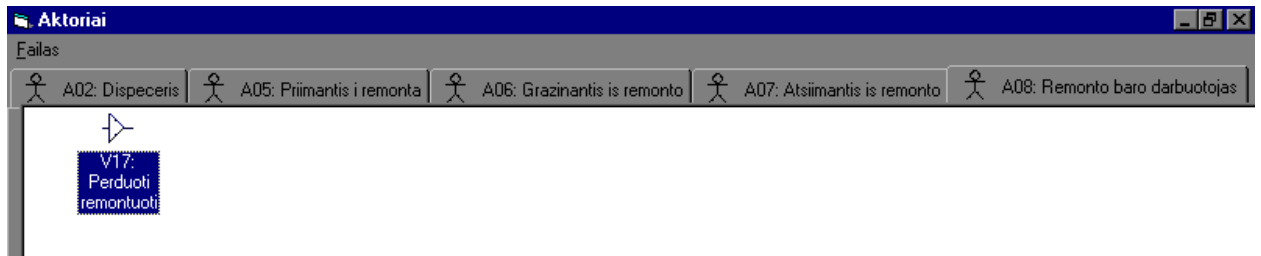 Aktoriai
Failas
A02: Dispeceris
A05: Priimantis i remonta
A06: Grazinantis is remonto
A07: Atsiimantis is remonto
A08: Remonto baro darbuotojas
V17:
Perduoti
remontuoti